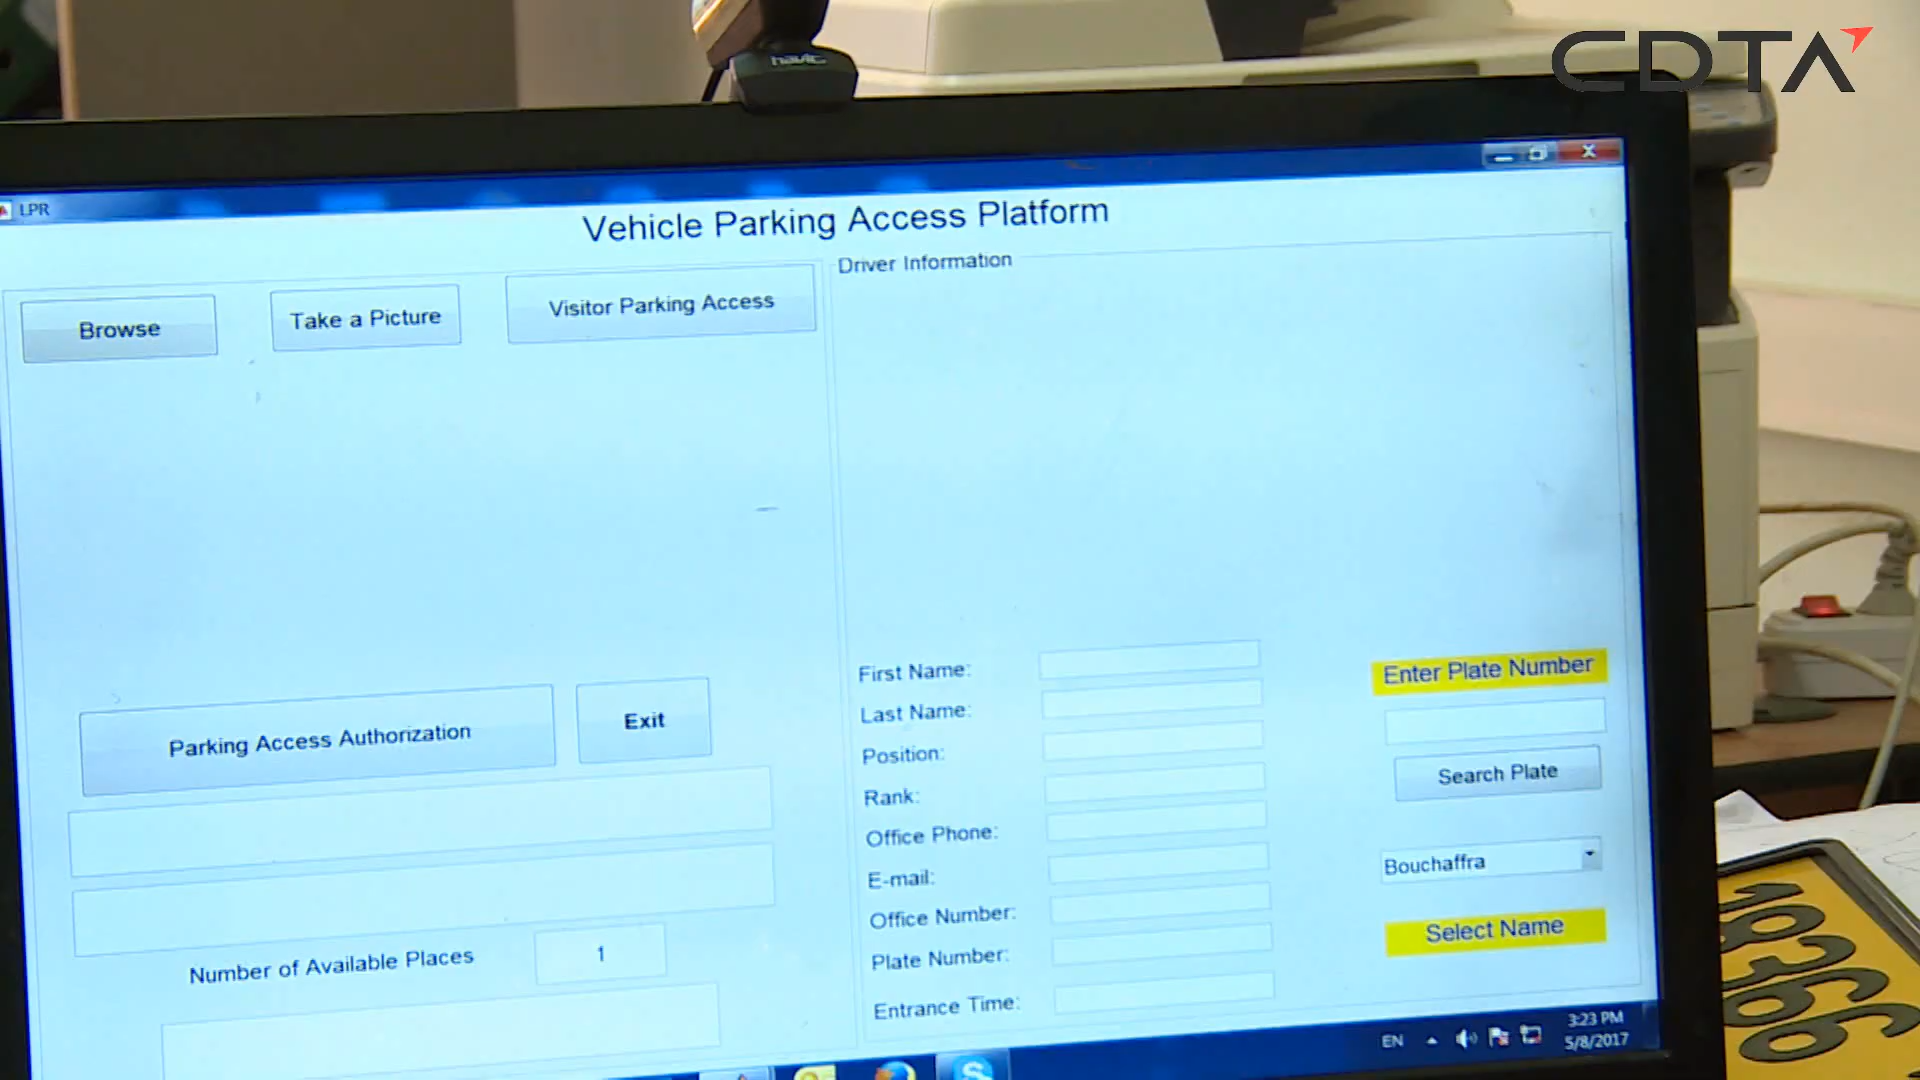 CDTA
havic
LPR
Vehicle Parking Access Platform
Browse
Take a Picture
Visitor Parking Access
Driver Information
Parking Access Authorization
Exit
Number of Available Places
1
First Name:
Last Name:
Position:
Rank:
Office Phone:
E-mail:
Office Number:
Plate Number:
Entrance Time:
Enter Plate Number
Search Plate
Bouchaffra
Select Name
EN
3:23 PM
5/8/2017
19366